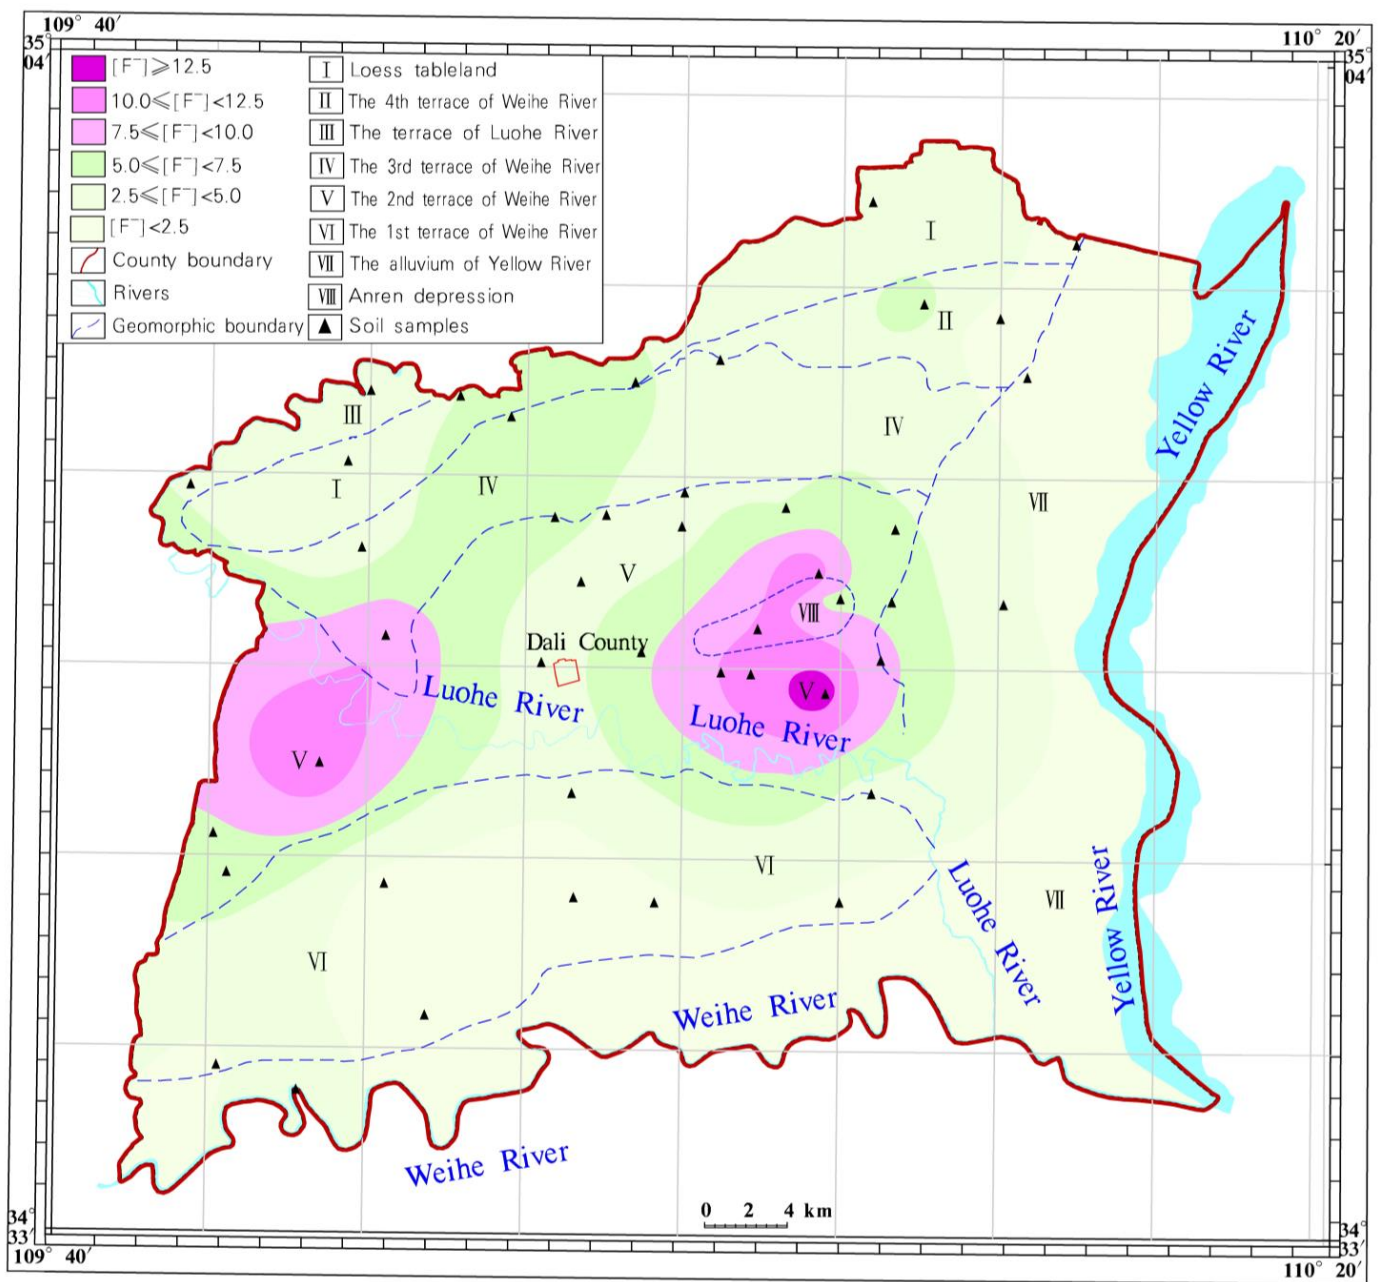 109° 40′
110° 20′
35° 04′
35° 04′
[F⁻]⩾12.5
10.0⩽[F⁻]<12.5
7.5⩽[F⁻]<10.0
5.0⩽[F⁻]<7.5
2.5⩽[F⁻]<5.0
[F⁻]<2.5
County boundary
Rivers
Geomorphic boundary
Ⅰ Loess tableland
Ⅱ The 4th terrace of Weihe River
Ⅲ The terrace of Luohe River
Ⅳ The 3rd terrace of Weihe River
Ⅴ The 2nd terrace of Weihe River
Ⅵ The 1st terrace of Weihe River
Ⅶ The alluvium of Yellow River
Ⅷ Anren depression
Soil samples
Ⅰ
Ⅱ
Yellow River
Ⅲ
Ⅳ
Ⅰ
Ⅳ
Ⅶ
Ⅴ
Ⅷ
Dali County
Luohe River
Ⅴ
Luohe River
Ⅴ
Ⅵ
Luohe River
Ⅶ
Yellow River
Ⅵ
Weihe River
Weihe River
0 2 4 km
34° 33′
34° 33′
109° 40′
110° 20′